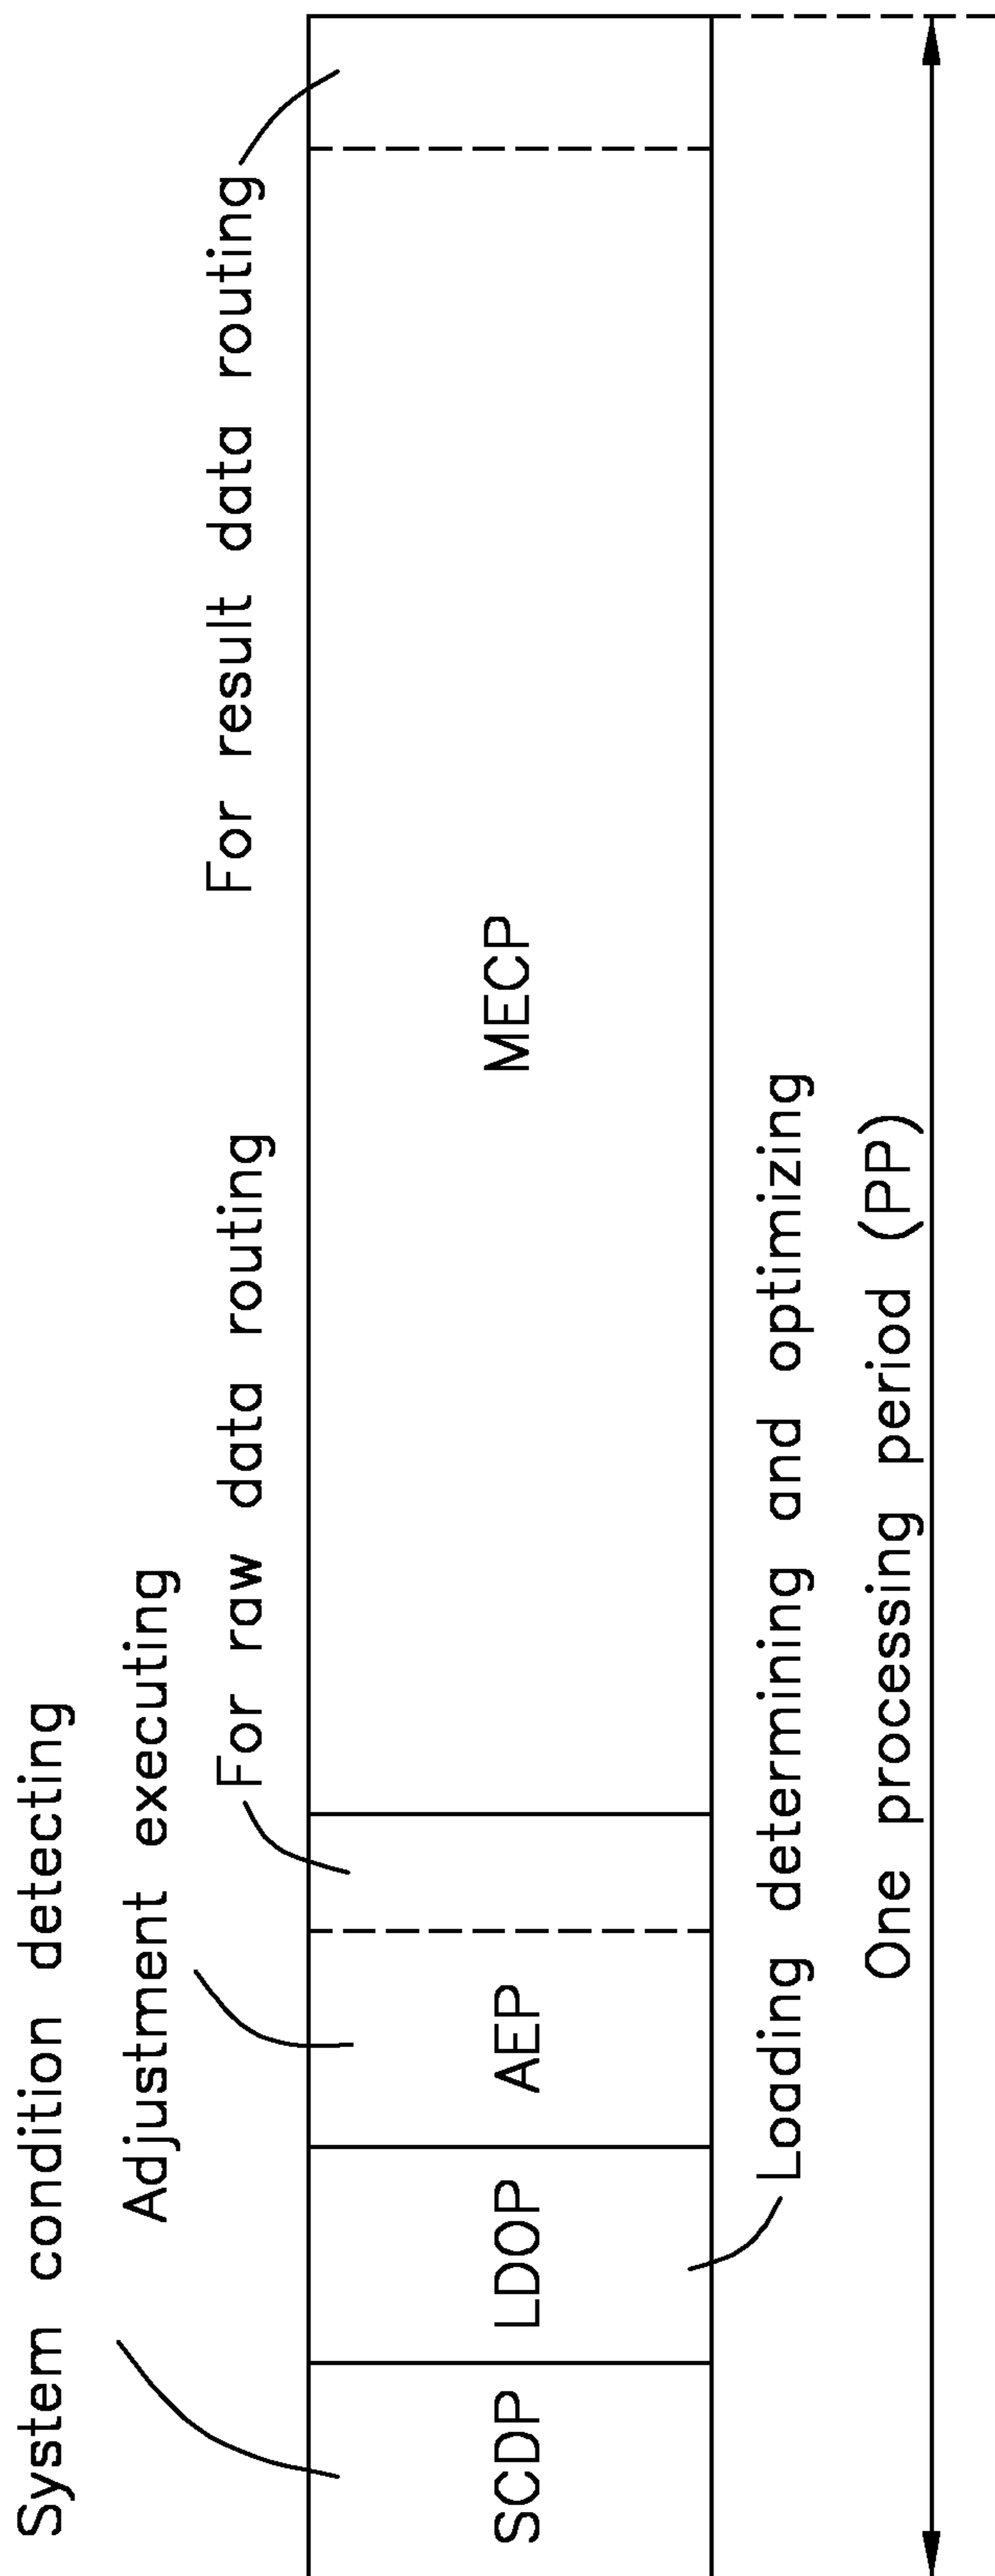 System condition detecting
Adjustment executing
For raw data routing
For result data routing
SCDP
LDOP
AEP
MECP
Loading determining and optimizing
One processing period (PP)